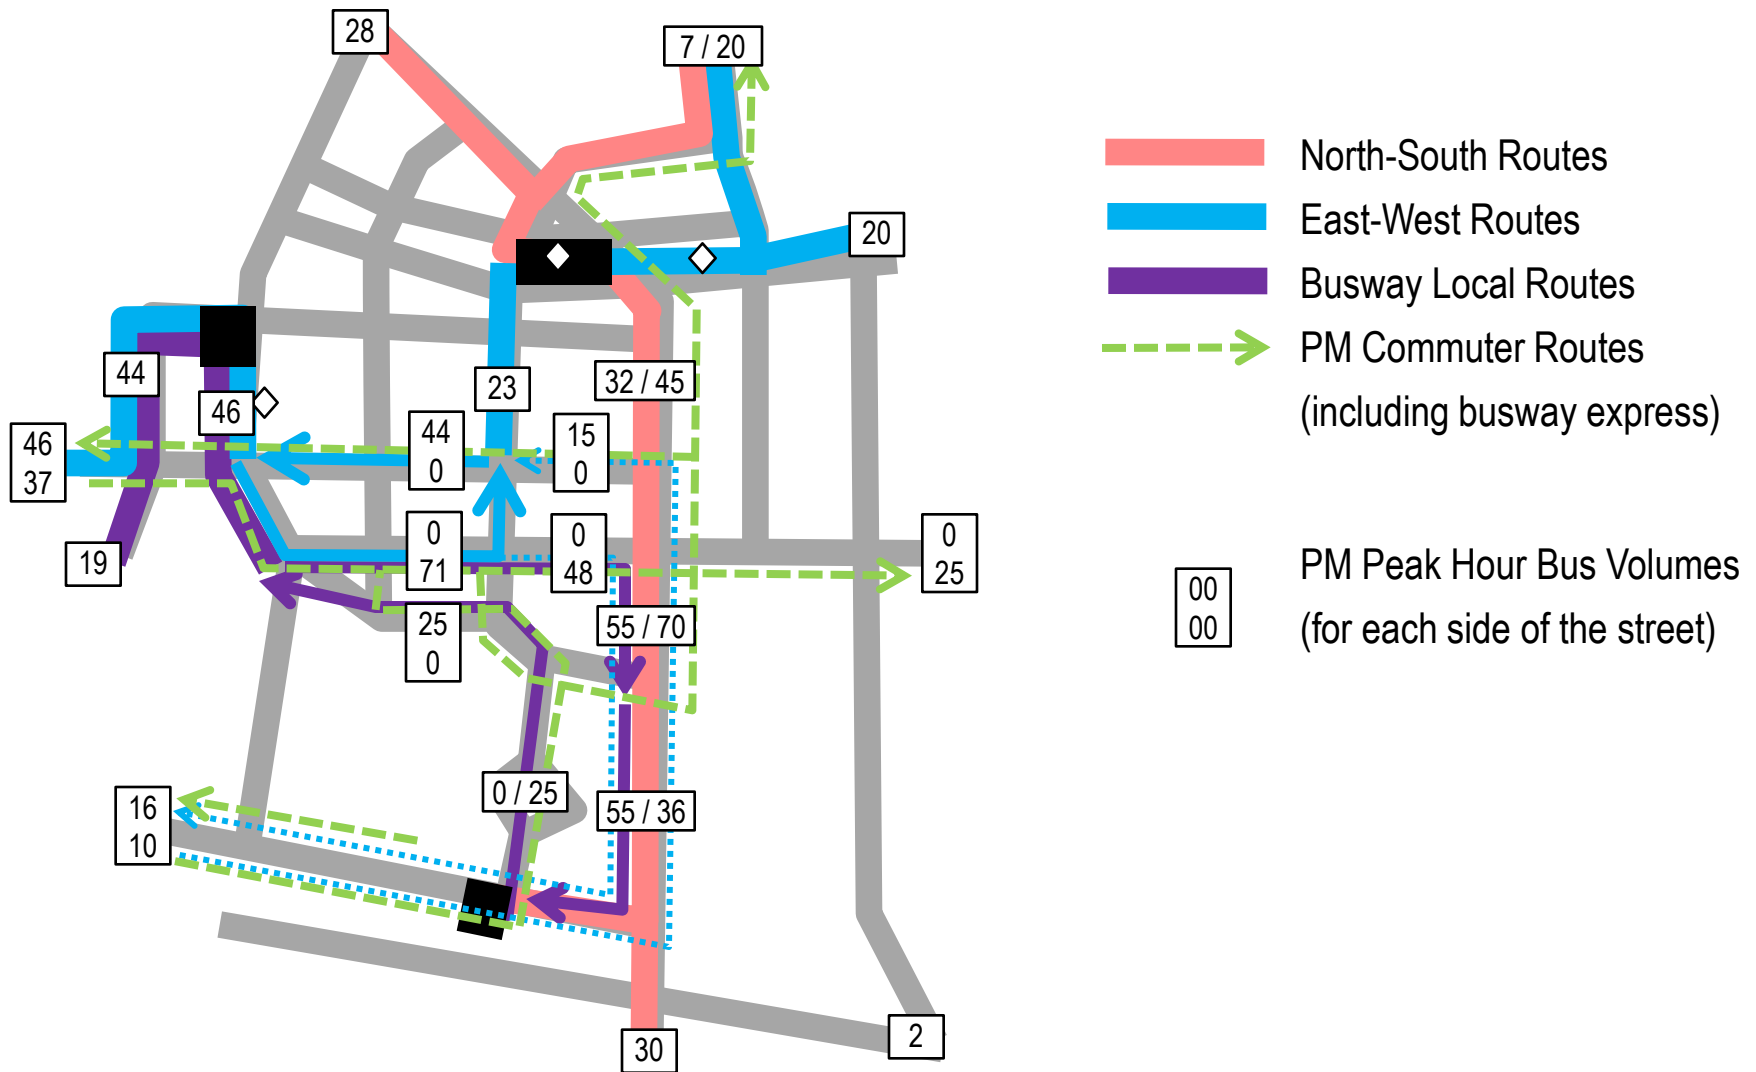 28
7 / 20
20
44
46
23
32 / 45
46
37
44
0
15
0
19
0
71
0
48
0
25
25
0
55 / 70
0 / 25
55 / 36
16
10
2
30
North-South Routes
East-West Routes
Busway Local Routes
PM Commuter Routes
(including busway express)
00
00
PM Peak Hour Bus Volumes
(for each side of the street)